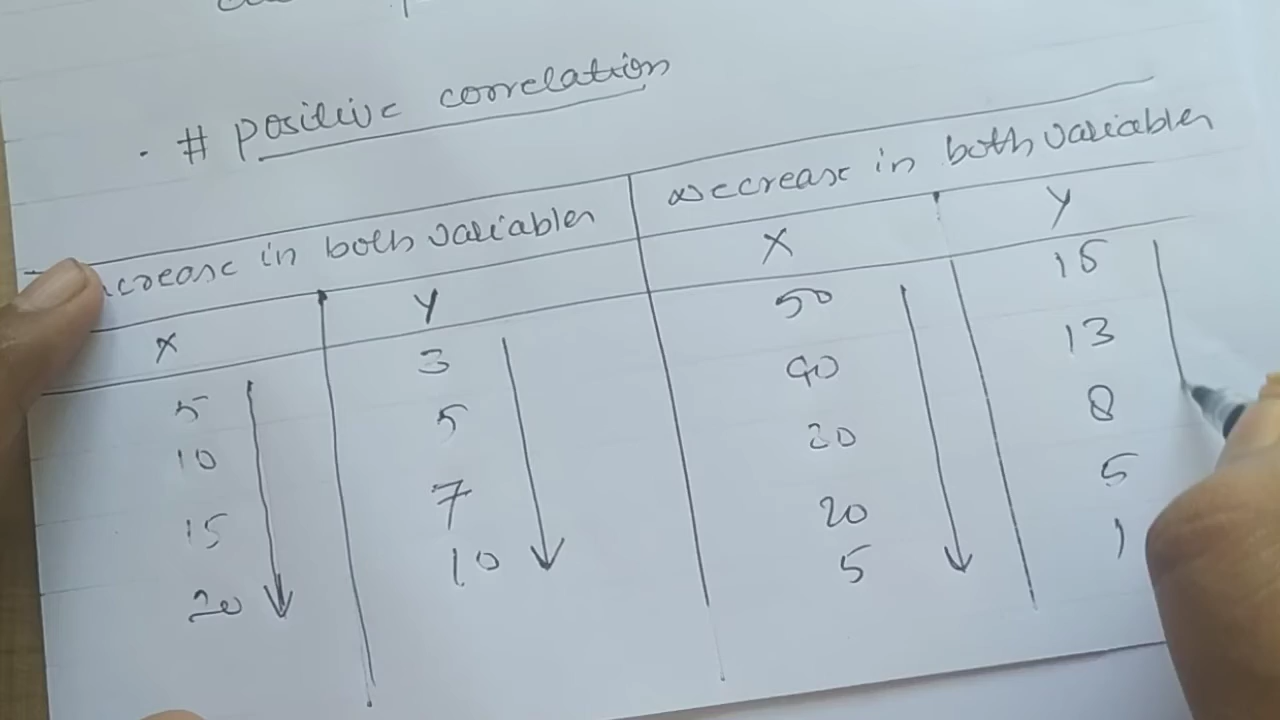 . # positive correlation
crease in both variables
Decrease in both variables
X Y X Y
5 3 50 15
10 5 40 13
15 7 30 8
20 10 20 5
5 1